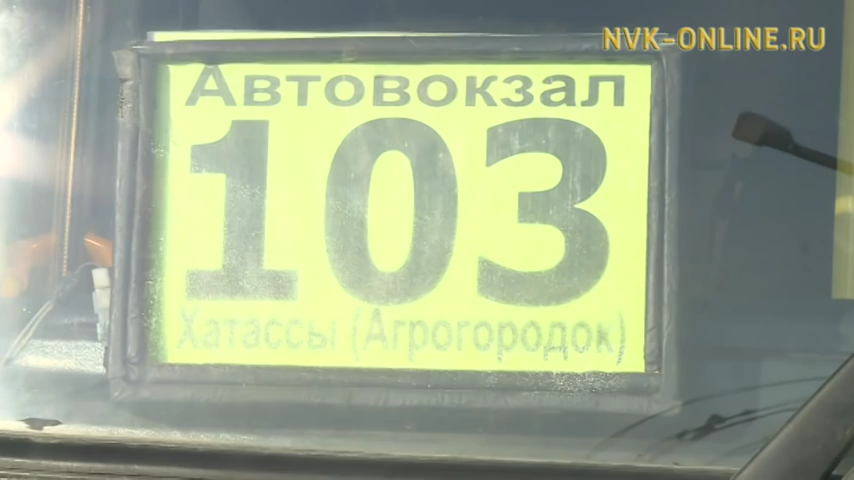 NVK-ONLINE.RU
Автовокзал
103
Хатассы (Агрогородок)